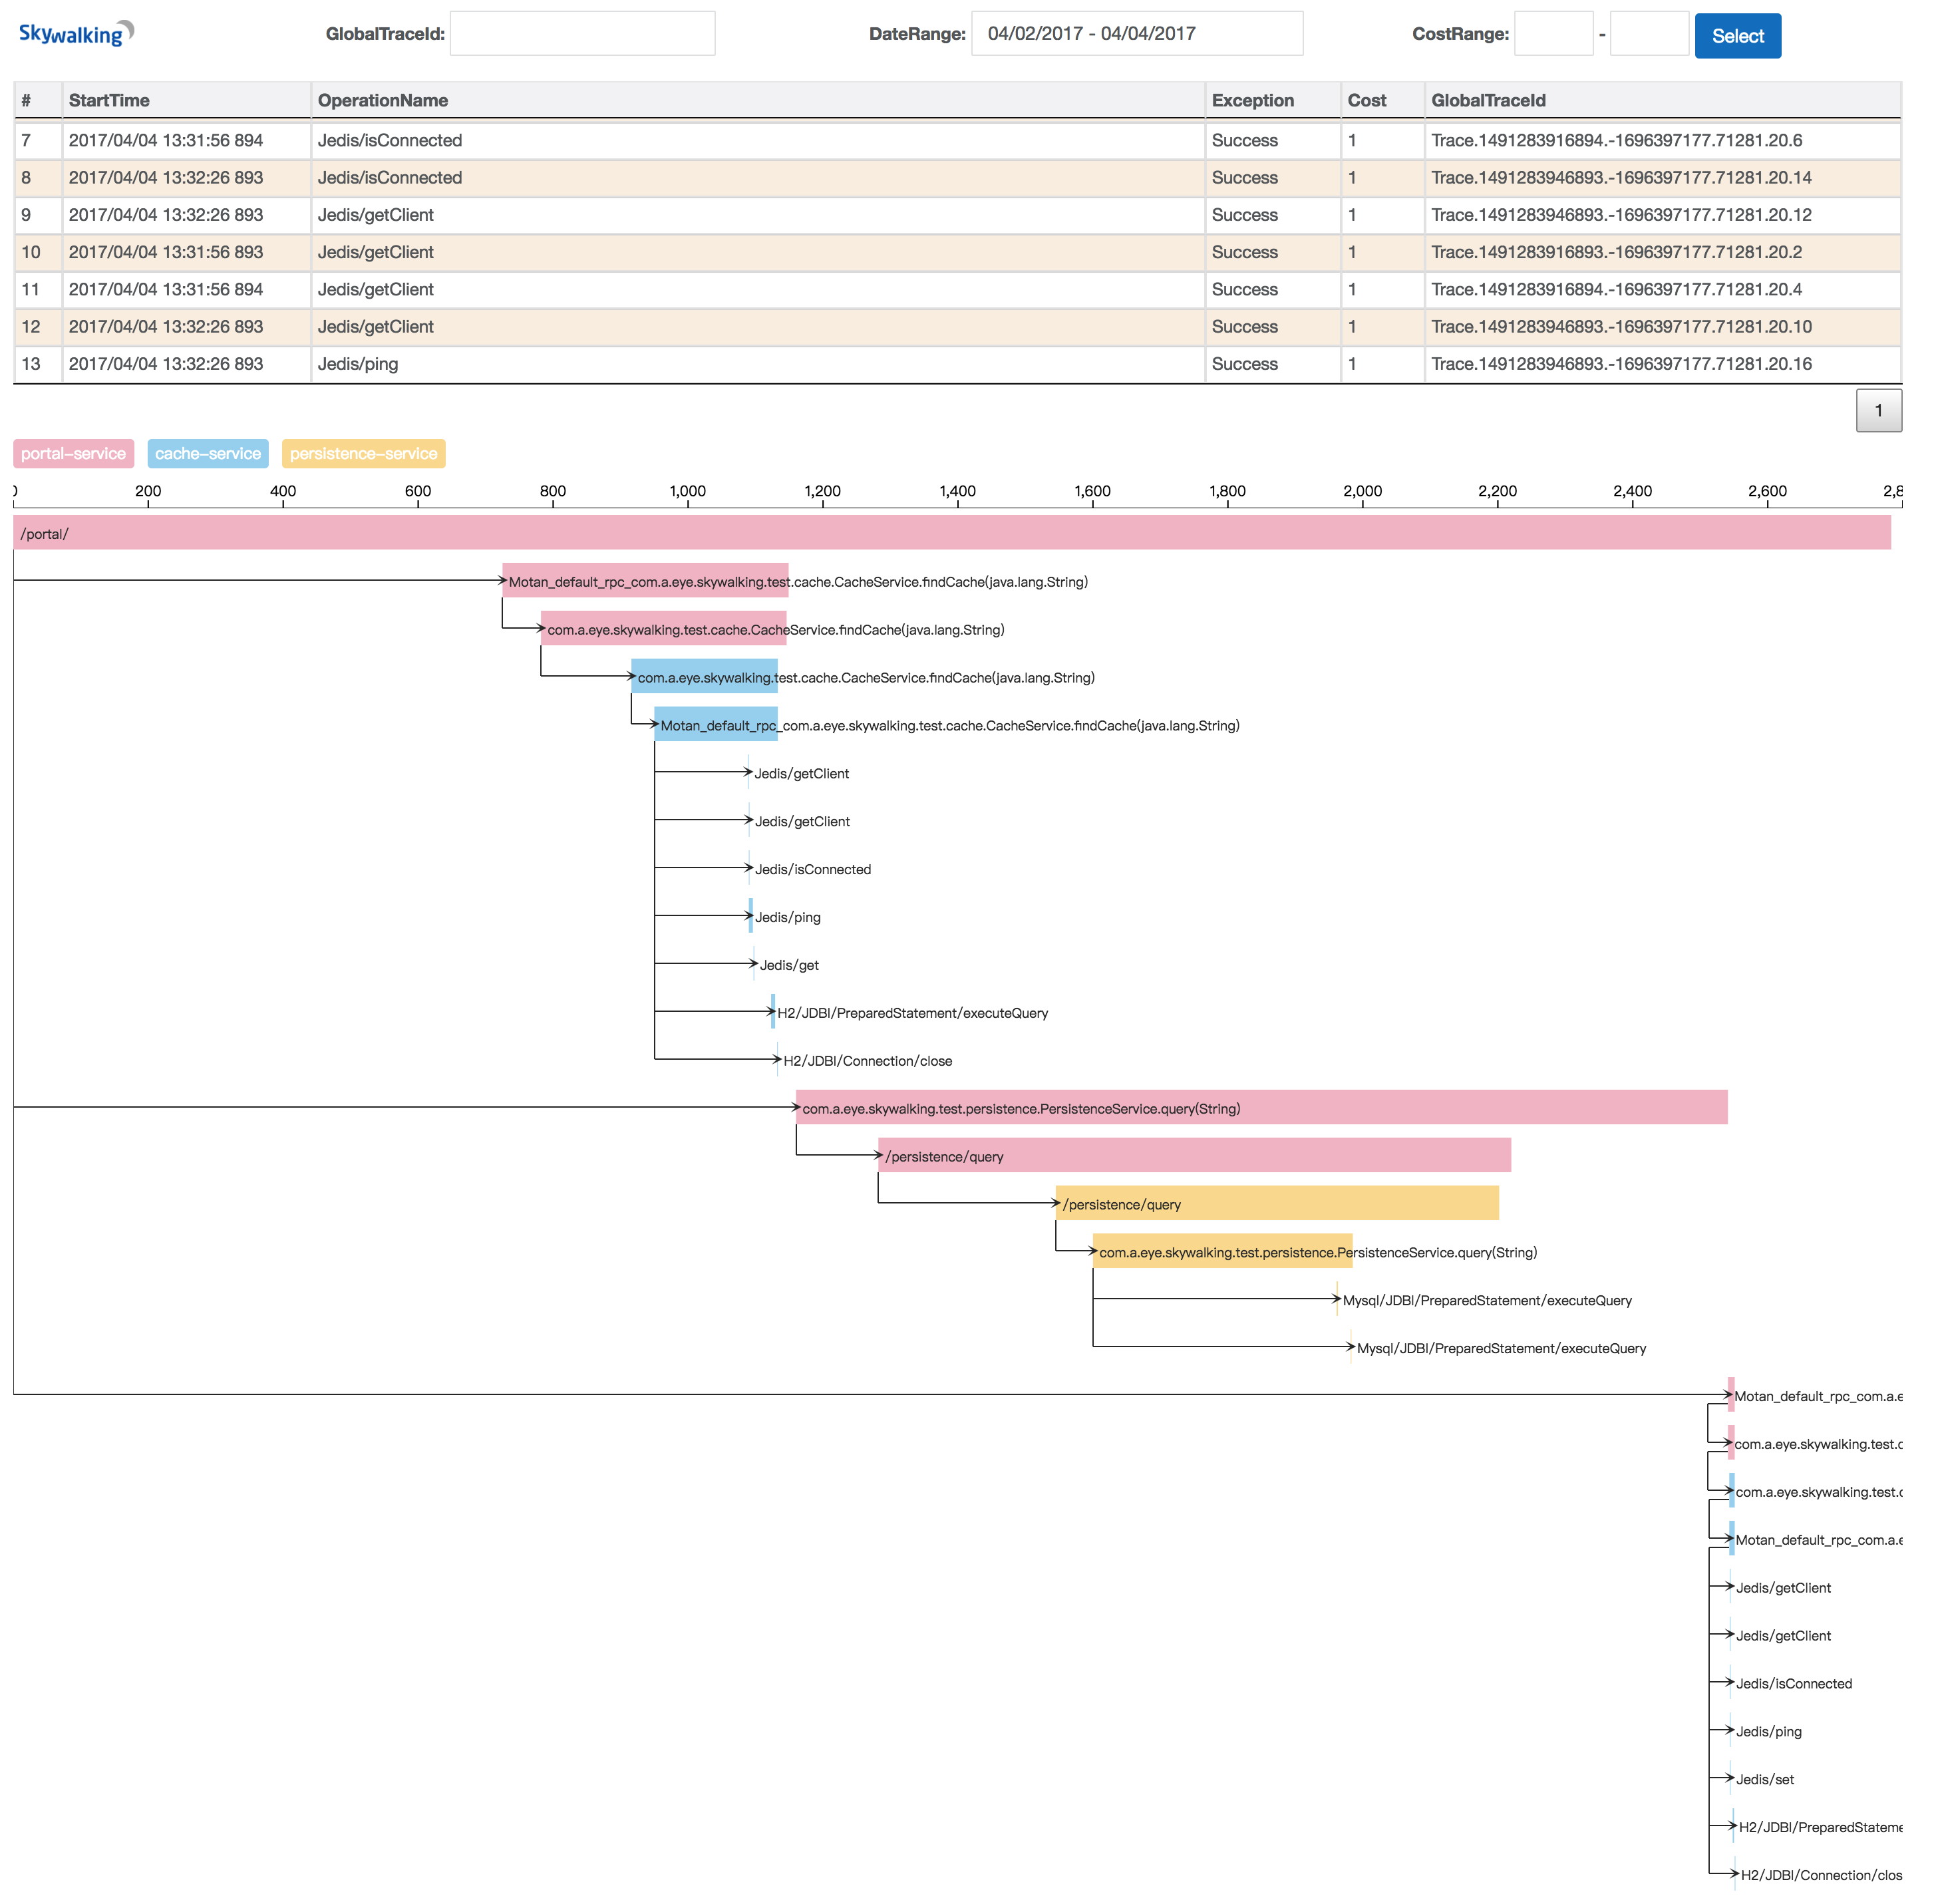 Skywalking GlobalTraceId: DateRange: 04/02/2017 - 04/04/2017 CostRange: - Select
# StartTime OperationName Exception Cost GlobalTraceId
7 2017/04/04 13:31:56 894 Jedis/isConnected Success 1 Trace.1491283916894.-1696397177.71281.20.6
8 2017/04/04 13:32:26 893 Jedis/isConnected Success 1 Trace.1491283946893.-1696397177.71281.20.14
9 2017/04/04 13:32:26 893 Jedis/getClient Success 1 Trace.1491283946893.-1696397177.71281.20.12
10 2017/04/04 13:31:56 893 Jedis/getClient Success 1 Trace.1491283916893.-1696397177.71281.20.2
11 2017/04/04 13:31:56 894 Jedis/getClient Success 1 Trace.1491283916894.-1696397177.71281.20.4
12 2017/04/04 13:32:26 893 Jedis/getClient Success 1 Trace.1491283946893.-1696397177.71281.20.10
13 2017/04/04 13:32:26 893 Jedis/ping Success 1 Trace.1491283946893.-1696397177.71281.20.16
1
portal-service cache-service persistence-service
0 200 400 600 800 1,000 1,200 1,400 1,600 1,800 2,000 2,200 2,400 2,600 2,8
/portal/
Motan_default_rpc_com.a.eye.skywalking.test.cache.CacheService.findCache(java.lang.String)
com.a.eye.skywalking.test.cache.CacheService.findCache(java.lang.String)
com.a.eye.skywalking.test.cache.CacheService.findCache(java.lang.String)
Motan_default_rpc_com.a.eye.skywalking.test.cache.CacheService.findCache(java.lang.String)
Jedis/getClient
Jedis/getClient
Jedis/isConnected
Jedis/ping
Jedis/get
H2/JDBI/PreparedStatement/executeQuery
H2/JDBI/Connection/close
com.a.eye.skywalking.test.persistence.PersistenceService.query(String)
/persistence/query
/persistence/query
com.a.eye.skywalking.test.persistence.PersistenceService.query(String)
Mysql/JDBI/PreparedStatement/executeQuery
Mysql/JDBI/PreparedStatement/executeQuery
Motan_default_rpc_com.a.e
com.a.eye.skywalking.test.c
com.a.eye.skywalking.test.c
Motan_default_rpc_com.a.e
Jedis/getClient
Jedis/getClient
Jedis/isConnected
Jedis/ping
Jedis/set
H2/JDBI/PreparedStateme
H2/JDBI/Connection/clos